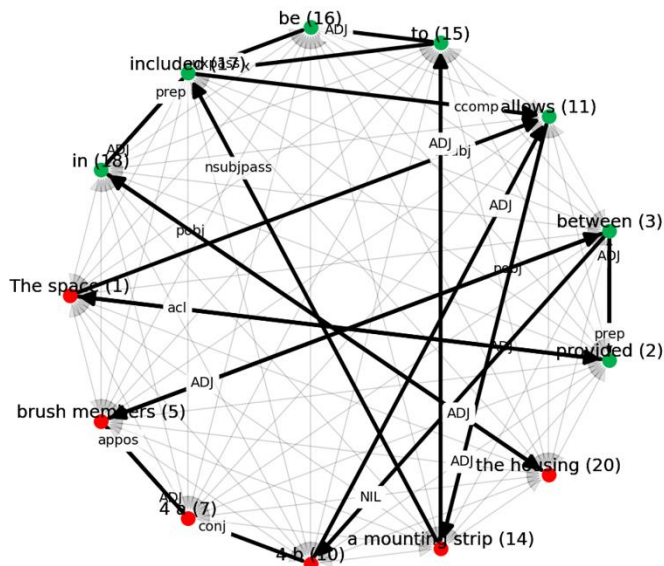 be (16)
ADJ
to (15)
included (17)
auxpass
prep
ccomp
allows (11)
in (18)
ADJ
ADJ
nsubjpass
ADJ
between (3)
ADJ
pobj
pobj
The space (1)
acl
prep
provided (2)
ADJ
ADJ
brush members (5)
ADJ
appos
ADJ
the housing (20)
ADJ
4 a (7)
NIL
conj
a mounting strip (14)
4 b (10)